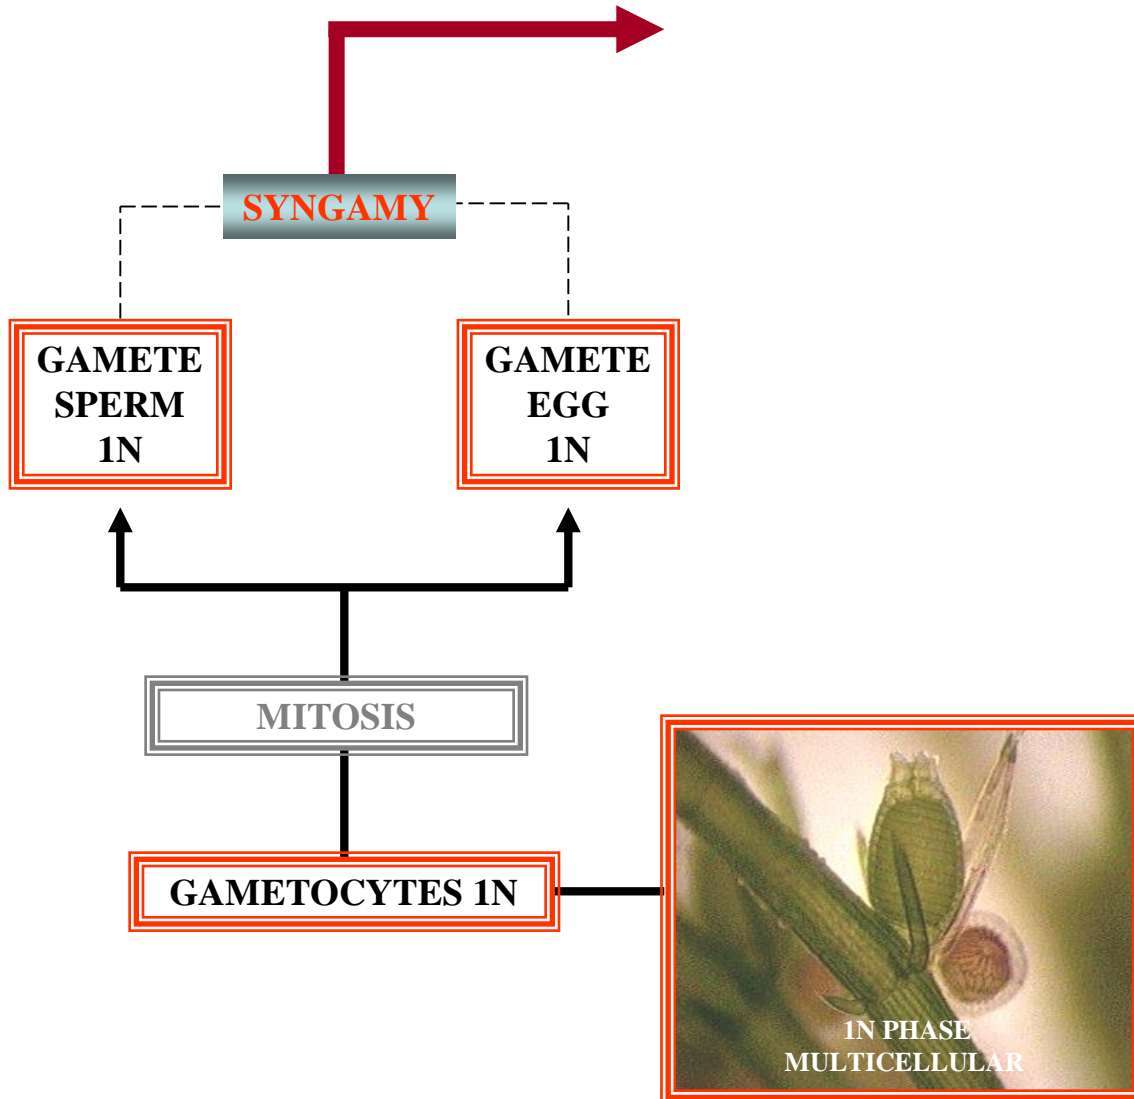 SYNGAMY
GAMETE
SPERM
1N
GAMETE
EGG
1N
MITOSIS
GAMETOCYTES 1N
1N PHASE
MULTICELLULAR